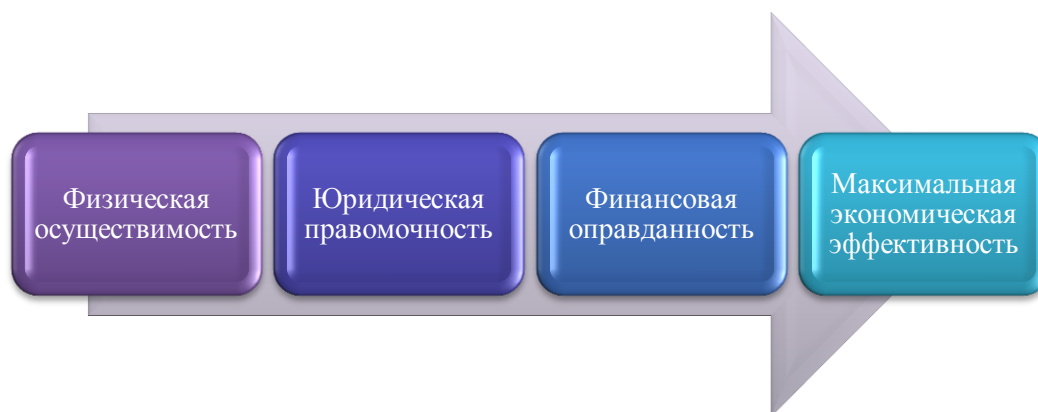 Физическая
осуществимость
Юридическая
правомочность
Финансовая
оправданность
Максимальная
экономическая
эффективность